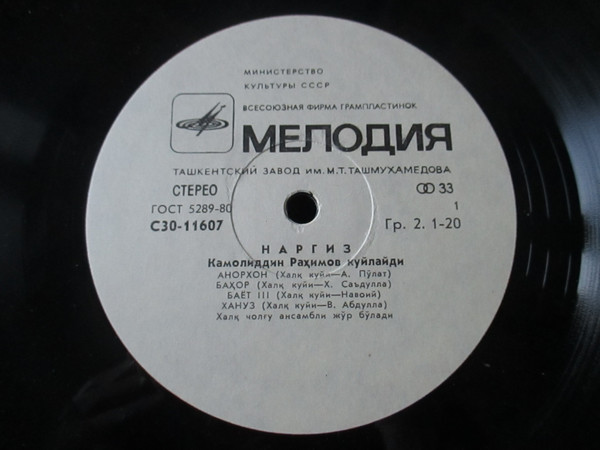 МИНИСТЕРСТВО
КУЛЬТУРЫ СССР
ВСЕСОЮЗНАЯ ФИРМА ГРАМПЛАСТИНОК
МЕЛОДИЯ
ТАШКЕНТСКИЙ ЗАВОД ИМ. М.Т. ТАШМУХАМЕДОВА
СТЕРЕО 33
ГОСТ 5289-80 1
С30-11607 Гр. 2. 1-20
НАРГИЗ
Камолиддин Раҳимов куйлайди
АНОРХОН (Халқ куйи—А. Пўлат)
БАҲОР (Халқ куйи—Х. Саъдулла)
БАЁТ III (Халқ куйи—Навоий)
ХАНУЗ (Халқ куйи—В. Абдулла)
Халқ чолғу ансамбли жўр бўлади